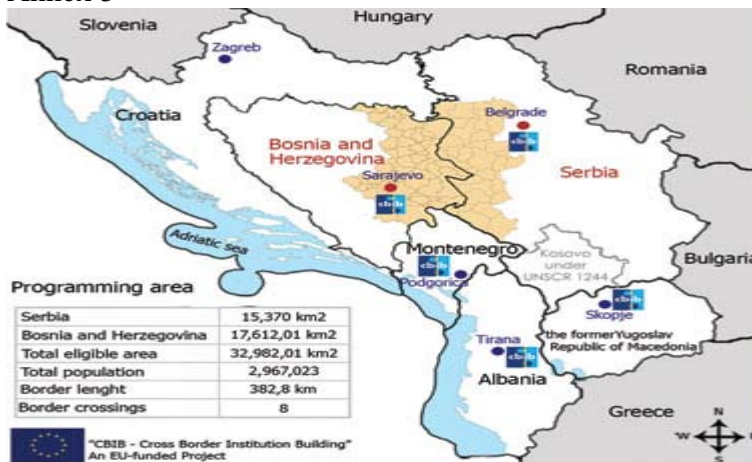 Slovenia
Hungary
Zagreb
Romania
Croatia
Belgrade
Bosnia and
Herzegovina
Sarajevo
Serbia
Adriatic sea
Montenegro
Kosovo
under
UNSCR 1244
Bulgaria
Podgorica
Skopje
the formerYugoslav
Republic of Macedonia
Tirana
Albania
Greece
Programming area
Serbia 15,370 km2
Bosnia and Herzegovina 17,612,01 km2
Total eligible area 32,982,01 km2
Total population 2,967,023
Border lenght 382,8 km
Border crossings 8
"CBIB - Cross Border Institution Building"
An EU-funded Project
N
W
S